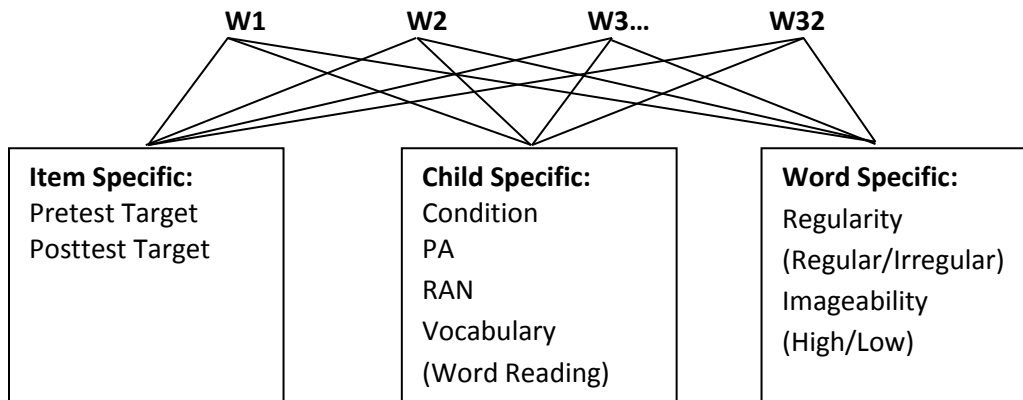 W1 W2 W3... W32
Item Specific:
Pretest Target
Posttest Target
Child Specific:
Condition
PA
RAN
Vocabulary
(Word Reading)
Word Specific:
Regularity
(Regular/Irregular)
Imageability
(High/Low)